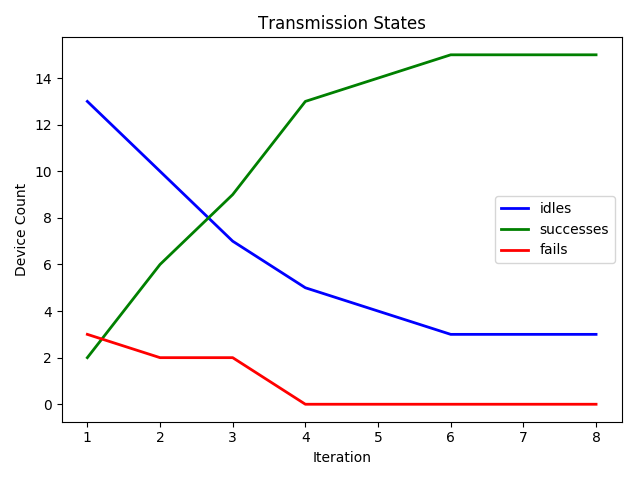 Transmission States
Device Count
14
12
10
8
6
4
2
0
idles
successes
fails
1 2 3 4 5 6 7 8
Iteration